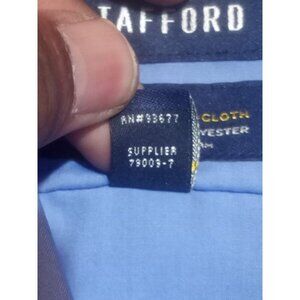 TAFFORD
RN#93677
SUPPLIER
79009-7
-CLOTH
YESTER